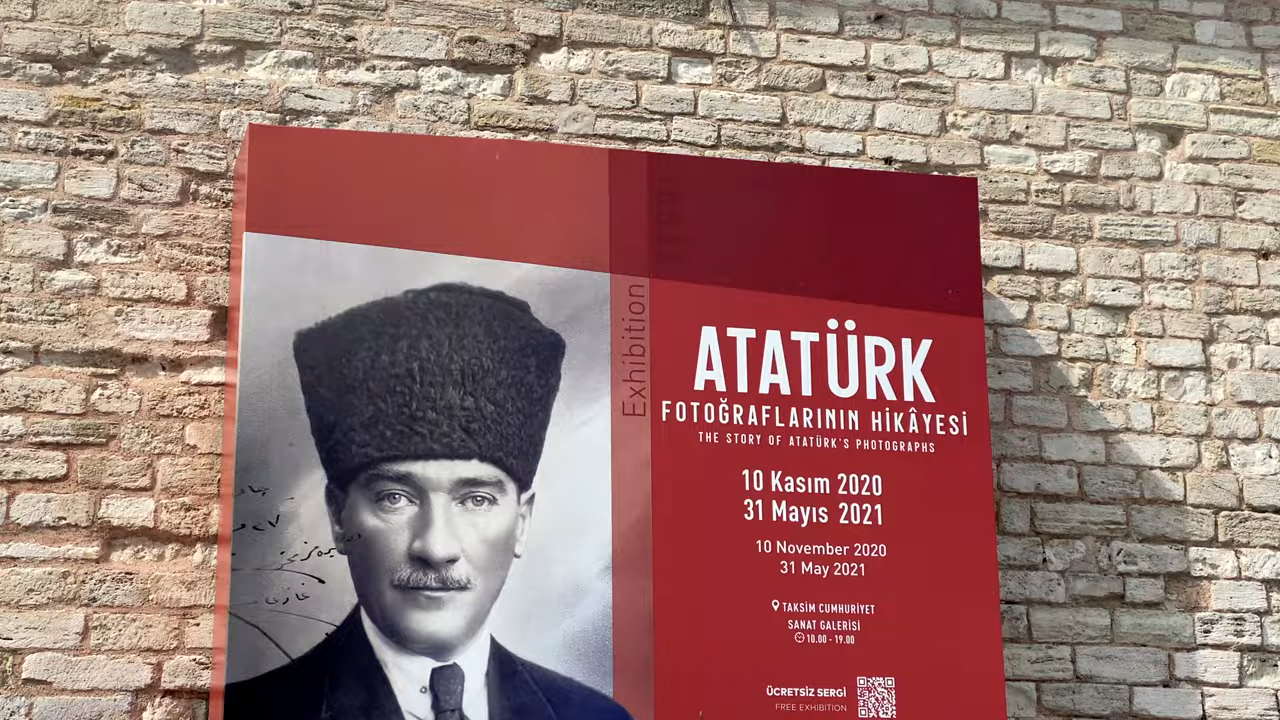 Exhibition
ATATÜRK
FOTOĞRAFLARININ HİKÂYESİ
THE STORY OF ATATÜRK'S PHOTOGRAPHS
10 Kasım 2020
31 Mayıs 2021
10 November 2020
31 May 2021
TAKSİM CUMHURİYET
SANAT GALERİSİ
10.00 - 19.00
ÜCRETSİZ SERGİ
FREE EXHIBITION